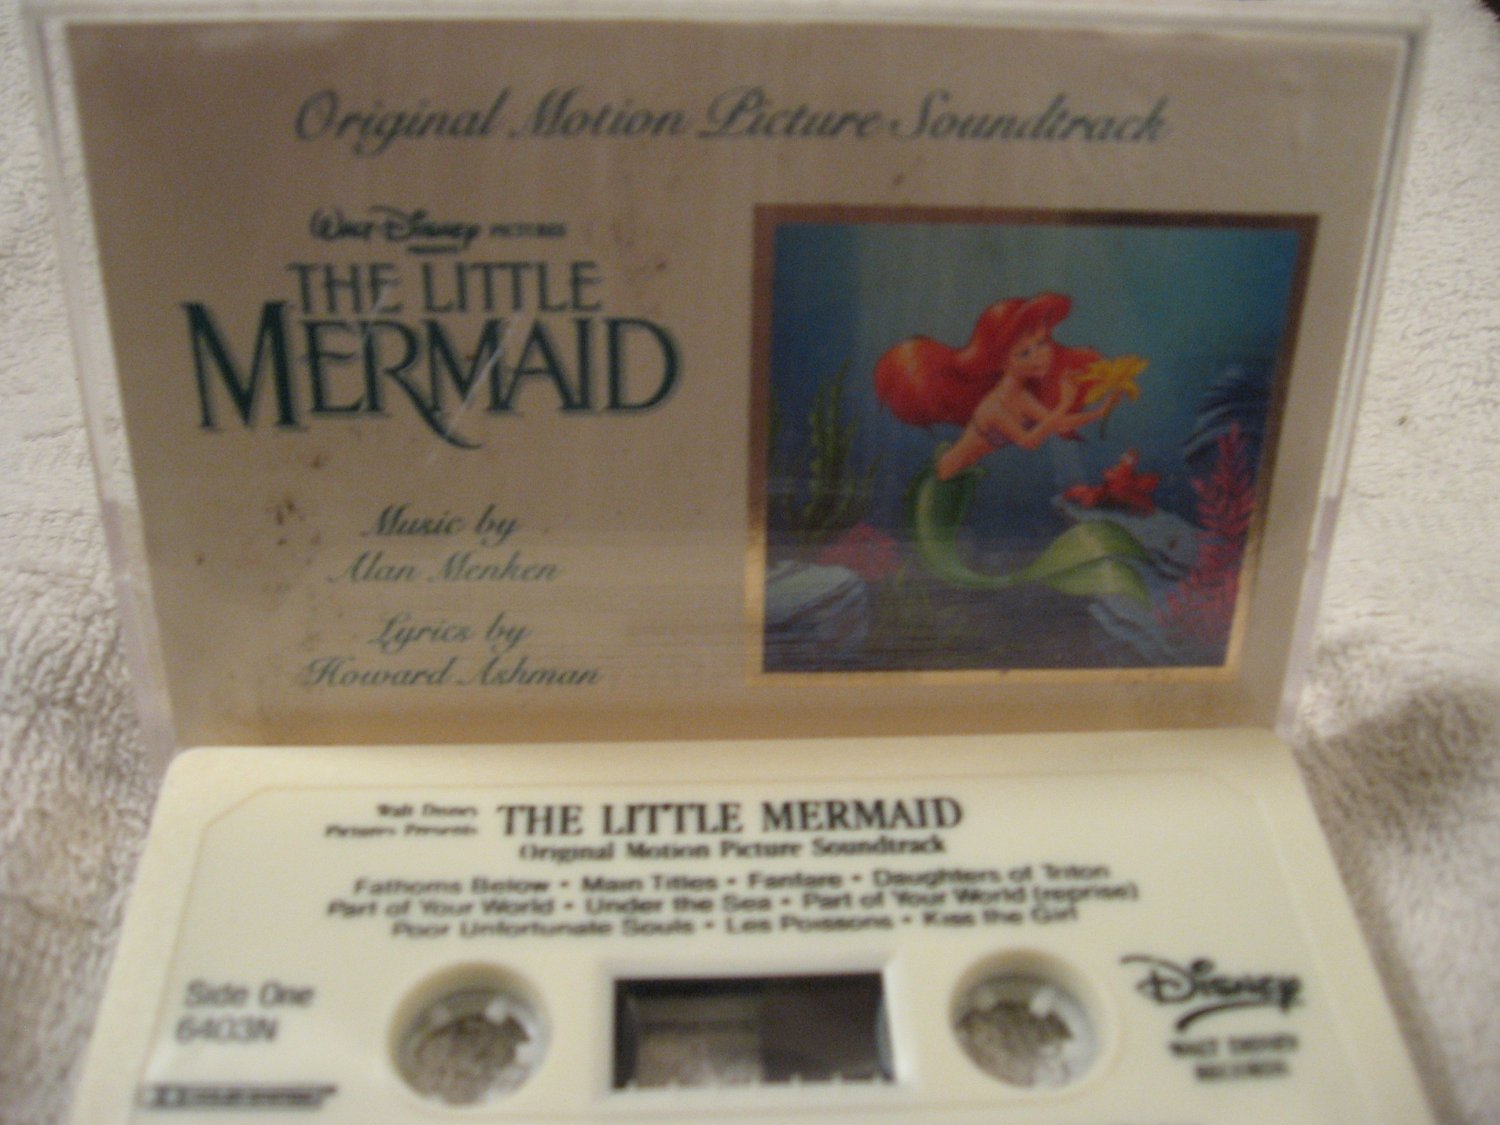 Original Motion Picture Soundtrack
Walt Disney PICTURES
THE LITTLE
MERMAID
Music by
Alan Menken
Lyrics by
Howard Ashman
Walt Disney
Pictures Presents
THE LITTLE MERMAID
Original Motion Picture Soundtrack
Fathoms Below • Main Titles • Fanfare • Daughters of Triton
Part of Your World • Under the Sea • Part of Your World (reprise)
Poor Unfortunate Souls • Les Poissons • Kiss the Girl
Side One
6403N
Disney
WALT DISNEY
RECORDS